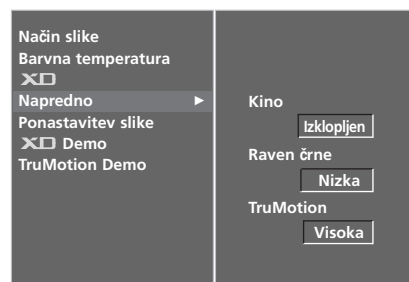 Način slike
Barvna temperatura
XD
Napredno ►
Ponastavitev slike
XD Demo
TruMotion Demo
Kino
Izklopljen
Raven črne
Nizka
TruMotion
Visoka